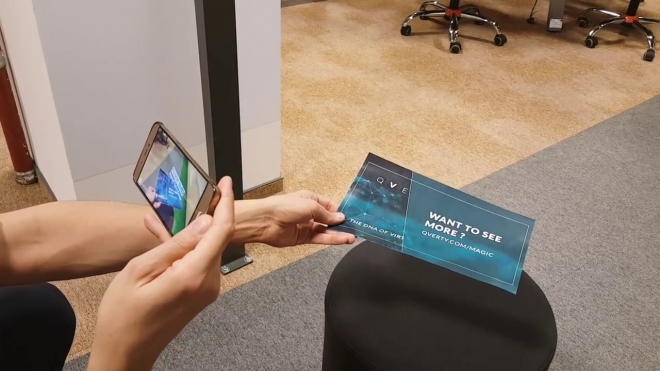 QVE
THE DNA OF VIR
WANT TO SEE
MORE ?
QVERTY.COM/MAGIC